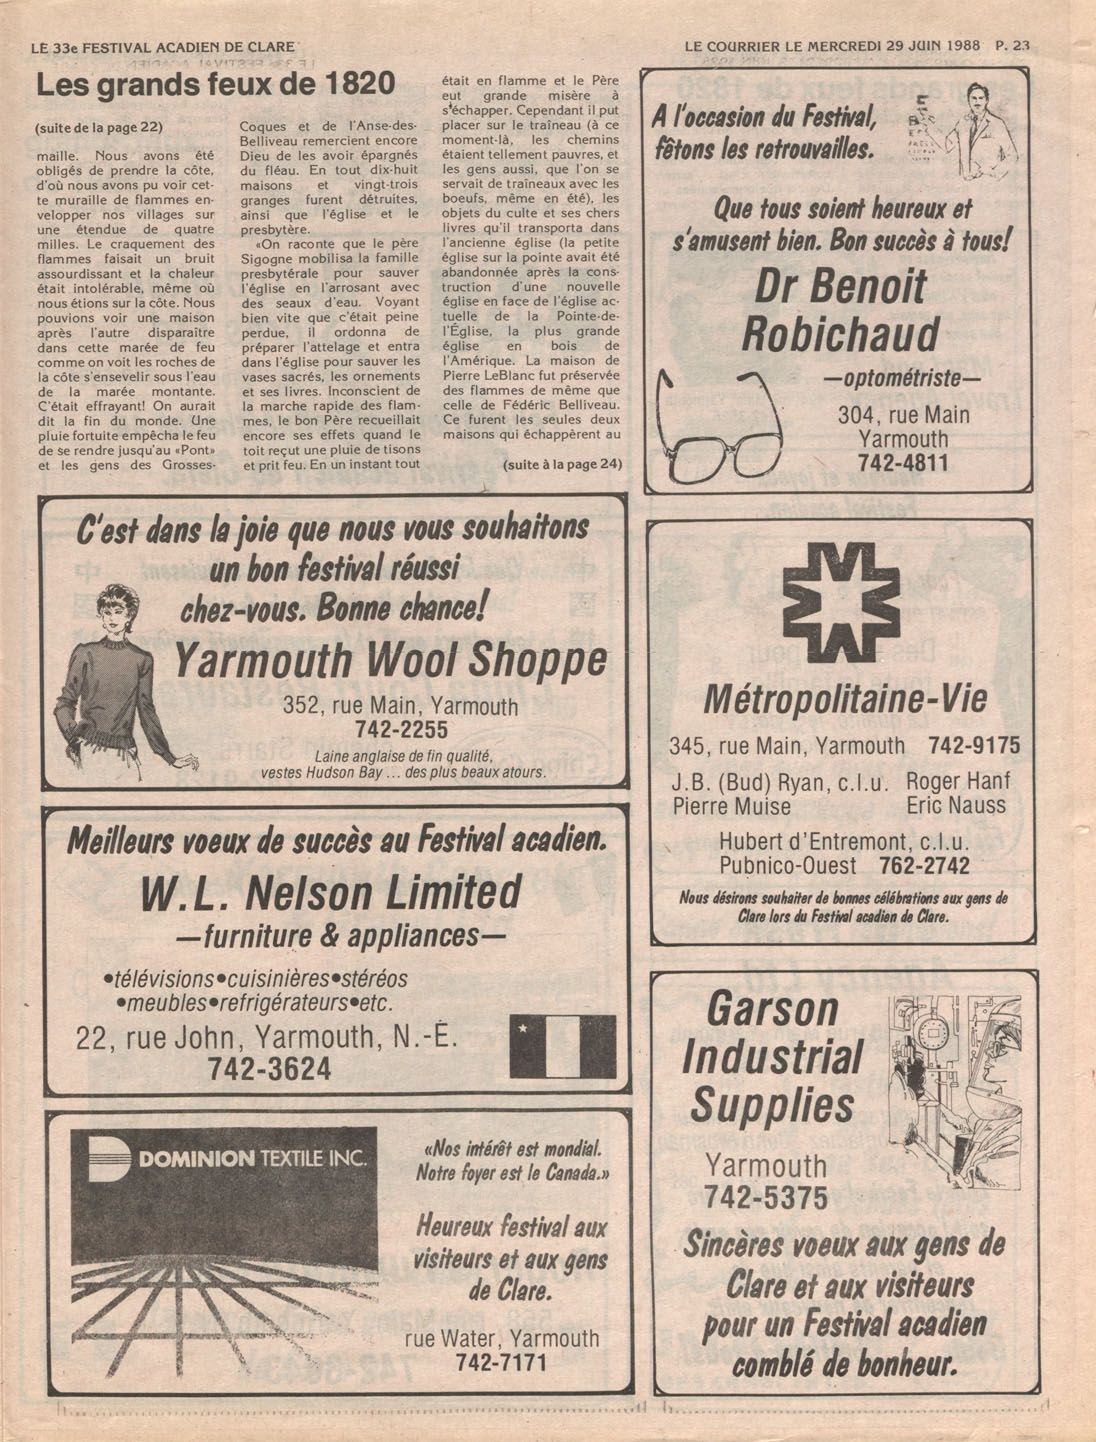 LE 33e FESTIVAL ACADIEN DE CLARE
LE COURRIER LE MERCREDI 29 JUIN 1988 P. 23
Les grands feux de 1820
(suite de la page 22)
maille. Nous avons été
obligés de prendre la côte,
d'où nous avons pu voir cet-
te muraille de flammes en-
velopper nos villages sur
une étendue de quatre
milles. Le craquement des
flammes faisait un bruit
assourdissant et la chaleur
était intolérable, même où
nous étions sur la côte. Nous
pouvions voir une maison
après l'autre disparaître
dans cette marée de feu
comme on voit les roches de
la côte s'ensevelir sous l'eau
de la marée montante.
C'était effrayant! On aurait
dit la fin du monde. Une
pluie fortuite empêcha le feu
de se rendre jusqu'au «Pont»
et les gens des Grosses-
Coques et de l'Anse-des-
Belliveau remercient encore
Dieu de les avoir épargnés
du fléau. En tout dix-huit
maisons et vingt-trois
granges furent détruites,
ainsi que l'église et le
presbytère.
«On raconte que le père
Sigogne mobilisa la famille
presbytérale pour sauver
l'église en l'arrosant avec
des seaux d'eau. Voyant
bien vite que c'était peine
perdue, il ordonna de
préparer l'attelage et entra
dans l'église pour sauver les
vases sacrés, les ornements
et ses livres. Inconscient de
la marche rapide des flam-
mes, le bon Père recueillait
encore ses effets quand le
toit reçut une pluie de tisons
et prit feu. En un instant tout
était en flamme et le Père
eut grande misère à
s'échapper. Cependant il put
placer sur le traîneau (à ce
moment-là, les chemins
étaient tellement pauvres, et
les gens aussi, que l'on se
servait de traîneaux avec les
boeufs, même en été), les
objets du culte et ses chers
livres qu'il transporta dans
l'ancienne église (la petite
église sur la pointe avait été
abandonnée après la cons-
truction d'une nouvelle
église en face de l'église ac-
tuelle de la Pointe-de-
l'Église, la plus grande
église en bois de
l'Amérique. La maison de
Pierre LeBlanc fut préservée
des flammes de même que
celle de Fédéric Belliveau.
Ce furent les seules deux
maisons qui échappèrent au
(suite à la page 24)
A l'occasion du Festival,
fêtons les retrouvailles.
Que tous soient heureux et
s'amusent bien. Bon succès à tous!
Dr Benoit
Robichaud
—optométriste—
304, rue Main
Yarmouth
742-4811
C'est dans la joie que nous vous souhaitons
un bon festival réussi
chez-vous. Bonne chance!
Yarmouth Wool Shoppe
352, rue Main, Yarmouth
742-2255
Laine anglaise de fin qualité,
vestes Hudson Bay ... des plus beaux atours.
Métropolitaine-Vie
345, rue Main, Yarmouth 742-9175
J.B. (Bud) Ryan, c.l.u. Roger Hanf
Pierre Muise Eric Nauss
Hubert d'Entremont, c.l.u.
Pubnico-Ouest 762-2742
Nous désirons souhaiter de bonnes célébrations aux gens de
Clare lors du Festival acadien de Clare.
Meilleurs voeux de succès au Festival acadien.
W.L. Nelson Limited
—furniture & appliances—
•télévisions•cuisinières•stéréos
•meubles•refrigérateurs•etc.
22, rue John, Yarmouth, N.-É.
742-3624
Garson
Industrial
Supplies
Yarmouth
742-5375
Sincères voeux aux gens de
Clare et aux visiteurs
pour un Festival acadien
comblé de bonheur.
DOMINION TEXTILE INC.
«Nos intérêt est mondial.
Notre foyer est le Canada.»
Heureux festival aux
visiteurs et aux gens
de Clare.
rue Water, Yarmouth
742-7171